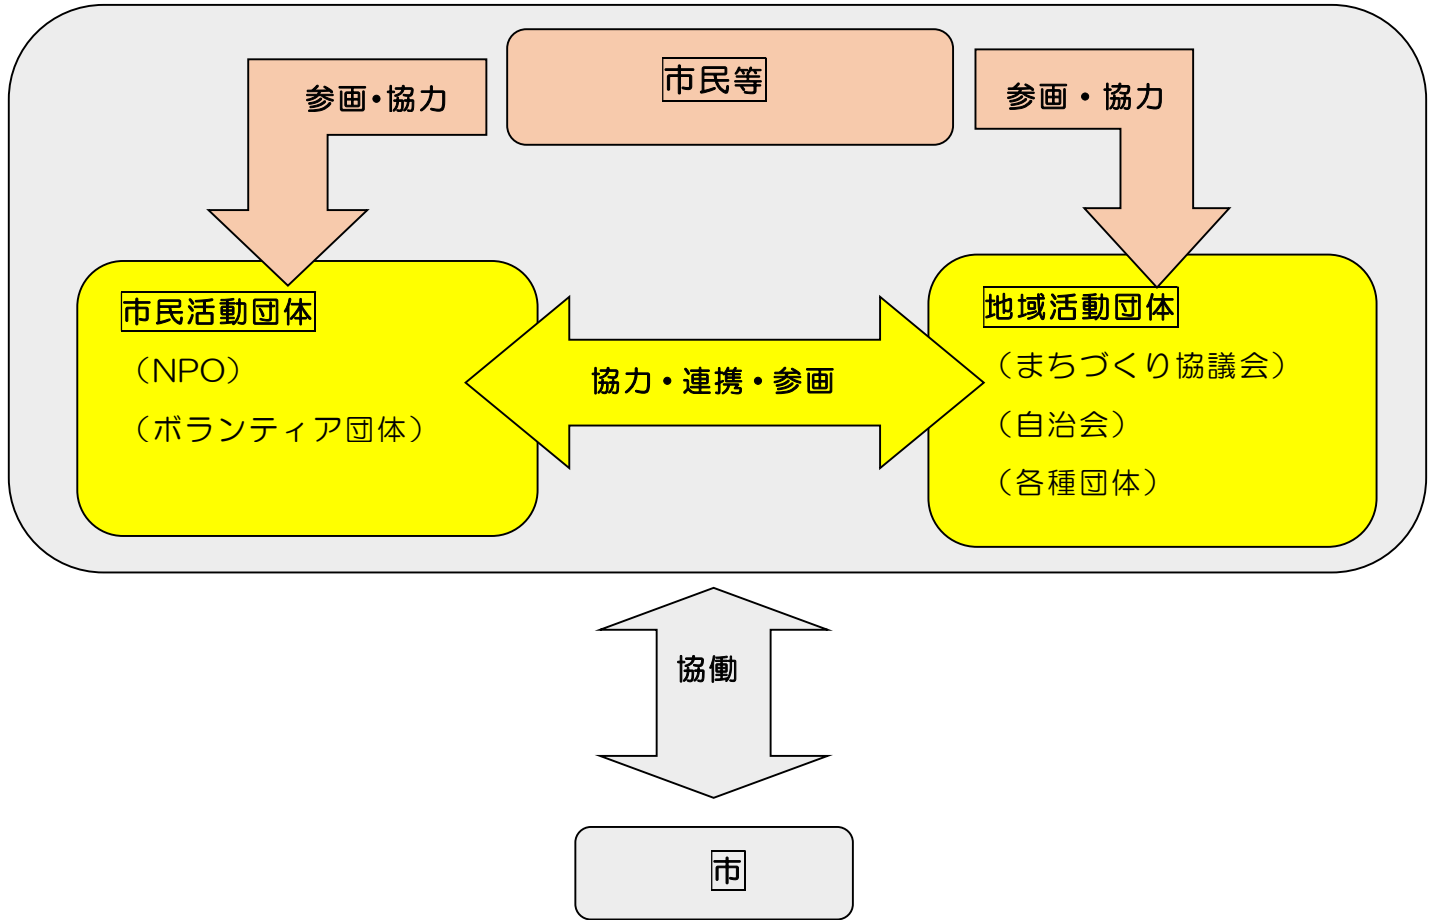 市民等
参画・協力
参画・協力
市民活動団体
（NPO）
（ボランティア団体）
協力・連携・参画
地域活動団体
（まちづくり協議会）
（自治会）
（各種団体）
協働
市